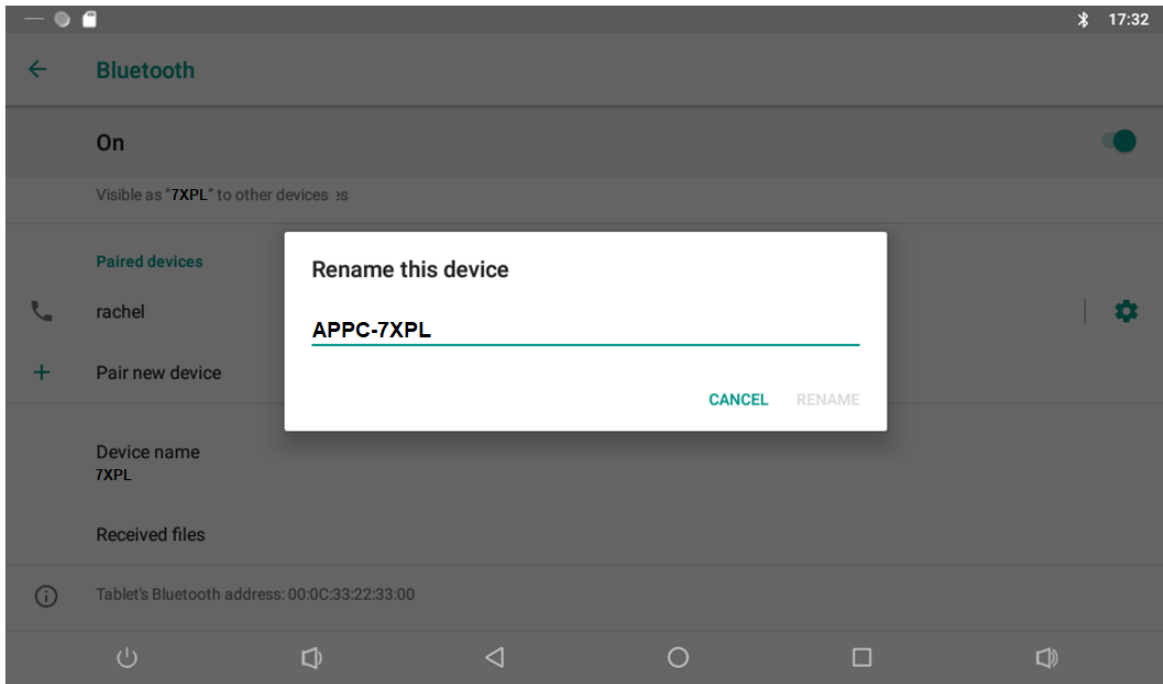 17:32
Bluetooth
On
Visible as "7XPL" to other devices es
Paired devices
Rename this device
rachel
APPC-7XPL
Pair new device
CANCEL RENAME
Device name
7XPL
Received files
Tablet's Bluetooth address: 00:0C:33:22:33:00